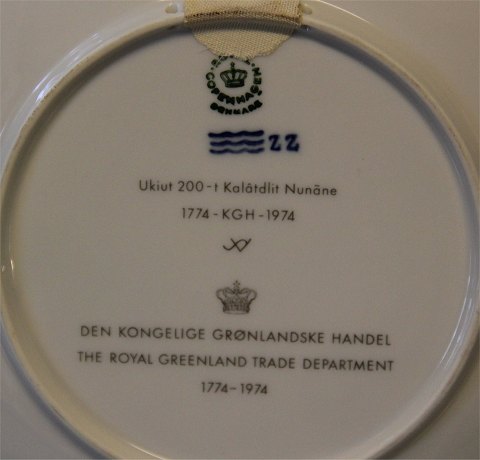 COPENHAGEN
DENMARK
ZZ
Ukiut 200-t Kalâtdlit Nunãne
1774-KGH-1974
DEN KONGELIGE GRØNLANDSKE HANDEL
THE ROYAL GREENLAND TRADE DEPARTMENT
1774-1974